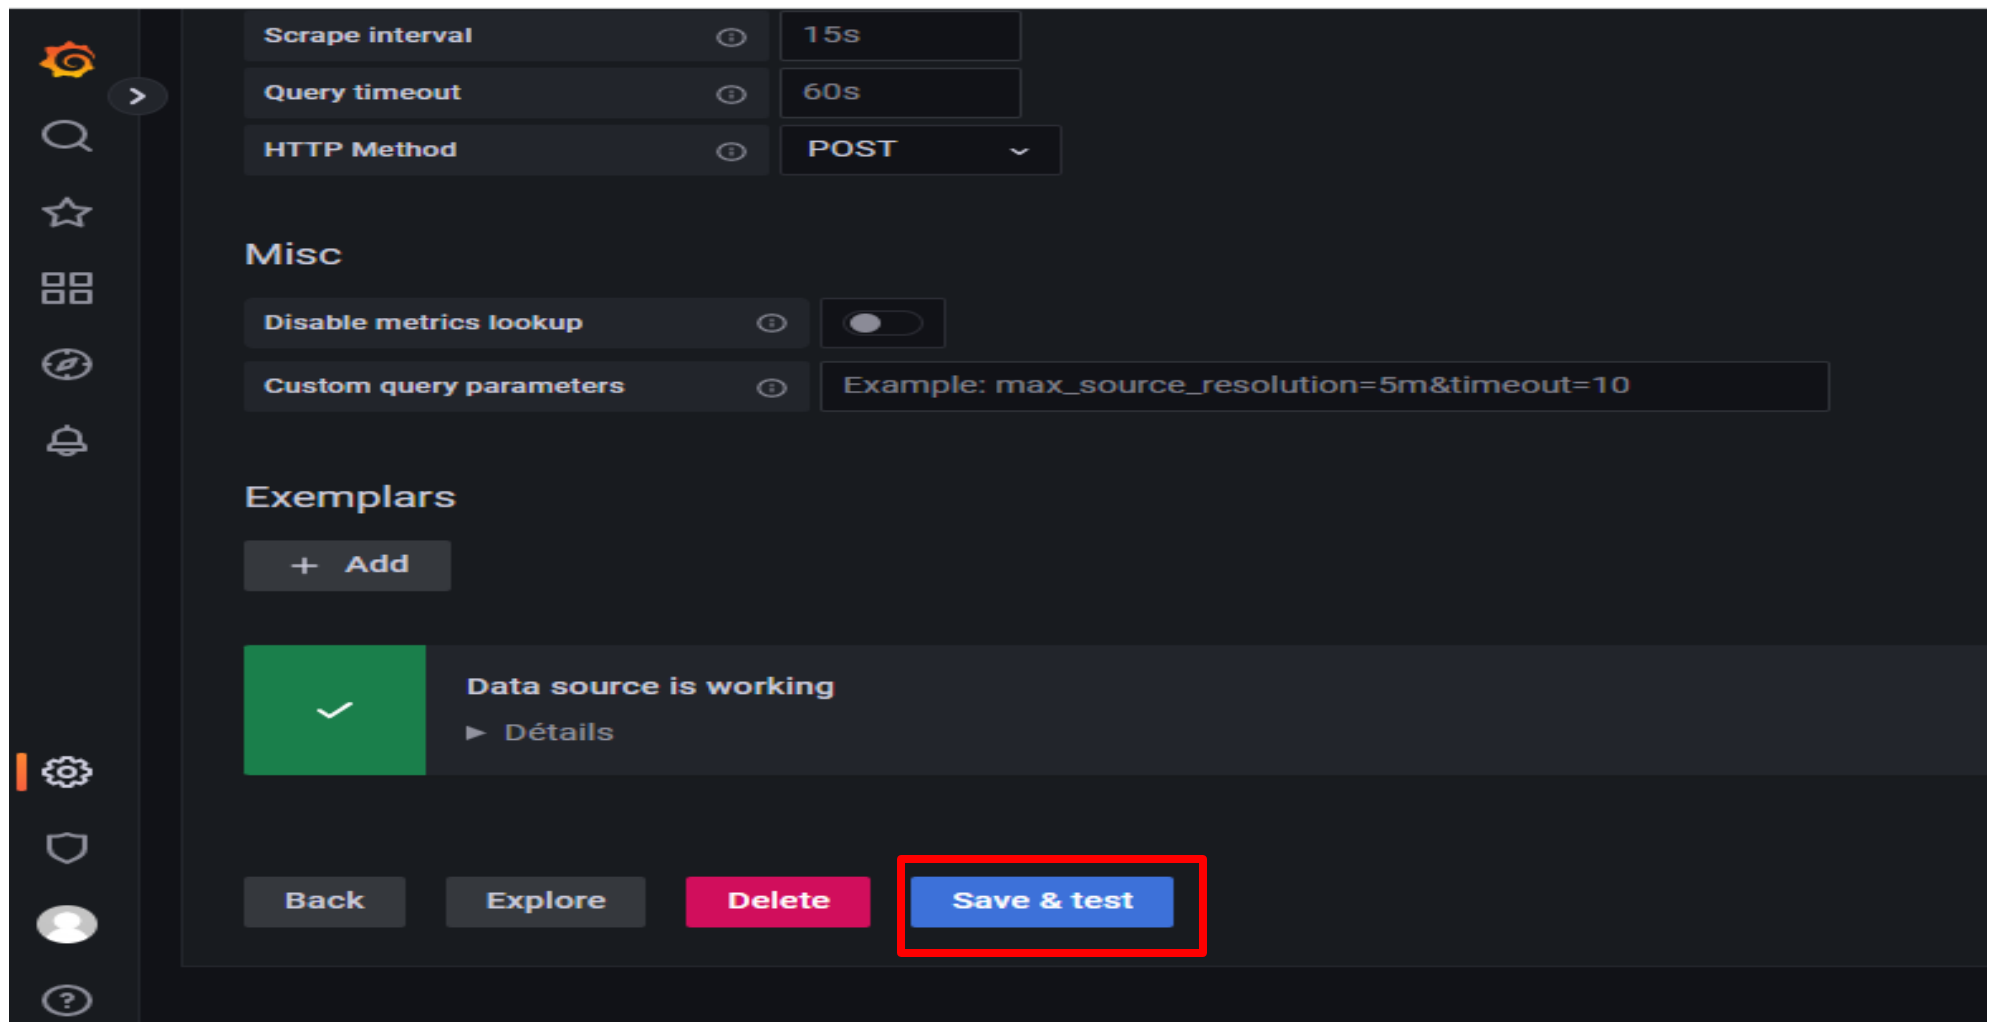 Scrape interval 15s
Query timeout 60s
HTTP Method POST
Misc
Disable metrics lookup
Custom query parameters Example: max_source_resolution=5m&timeout=10
Exemplars
+ Add
Data source is working
Détails
Back Explore Delete Save & test